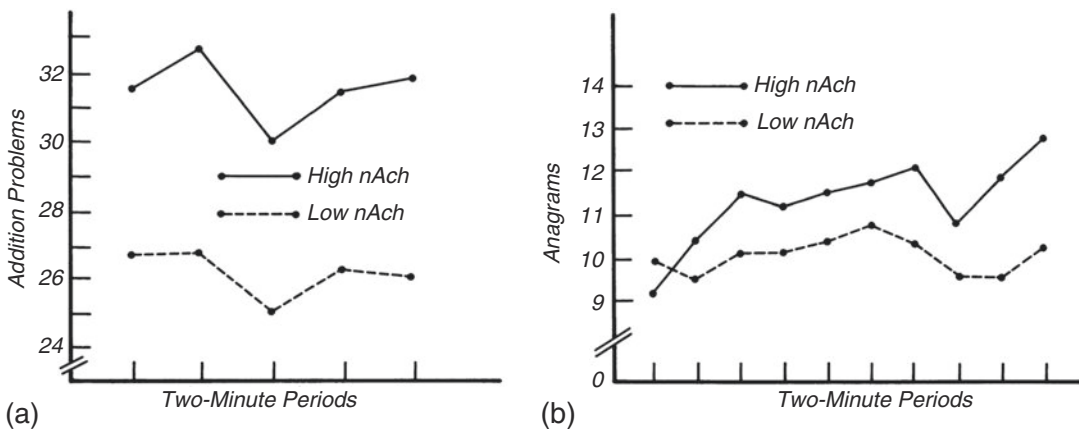 Addition Problems
32
30
28
26
24
High nAch
Low nAch
Two-Minute Periods
(a)
Anagrams
14
13
12
11
10
9
0
High nAch
Low nAch
Two-Minute Periods
(b)